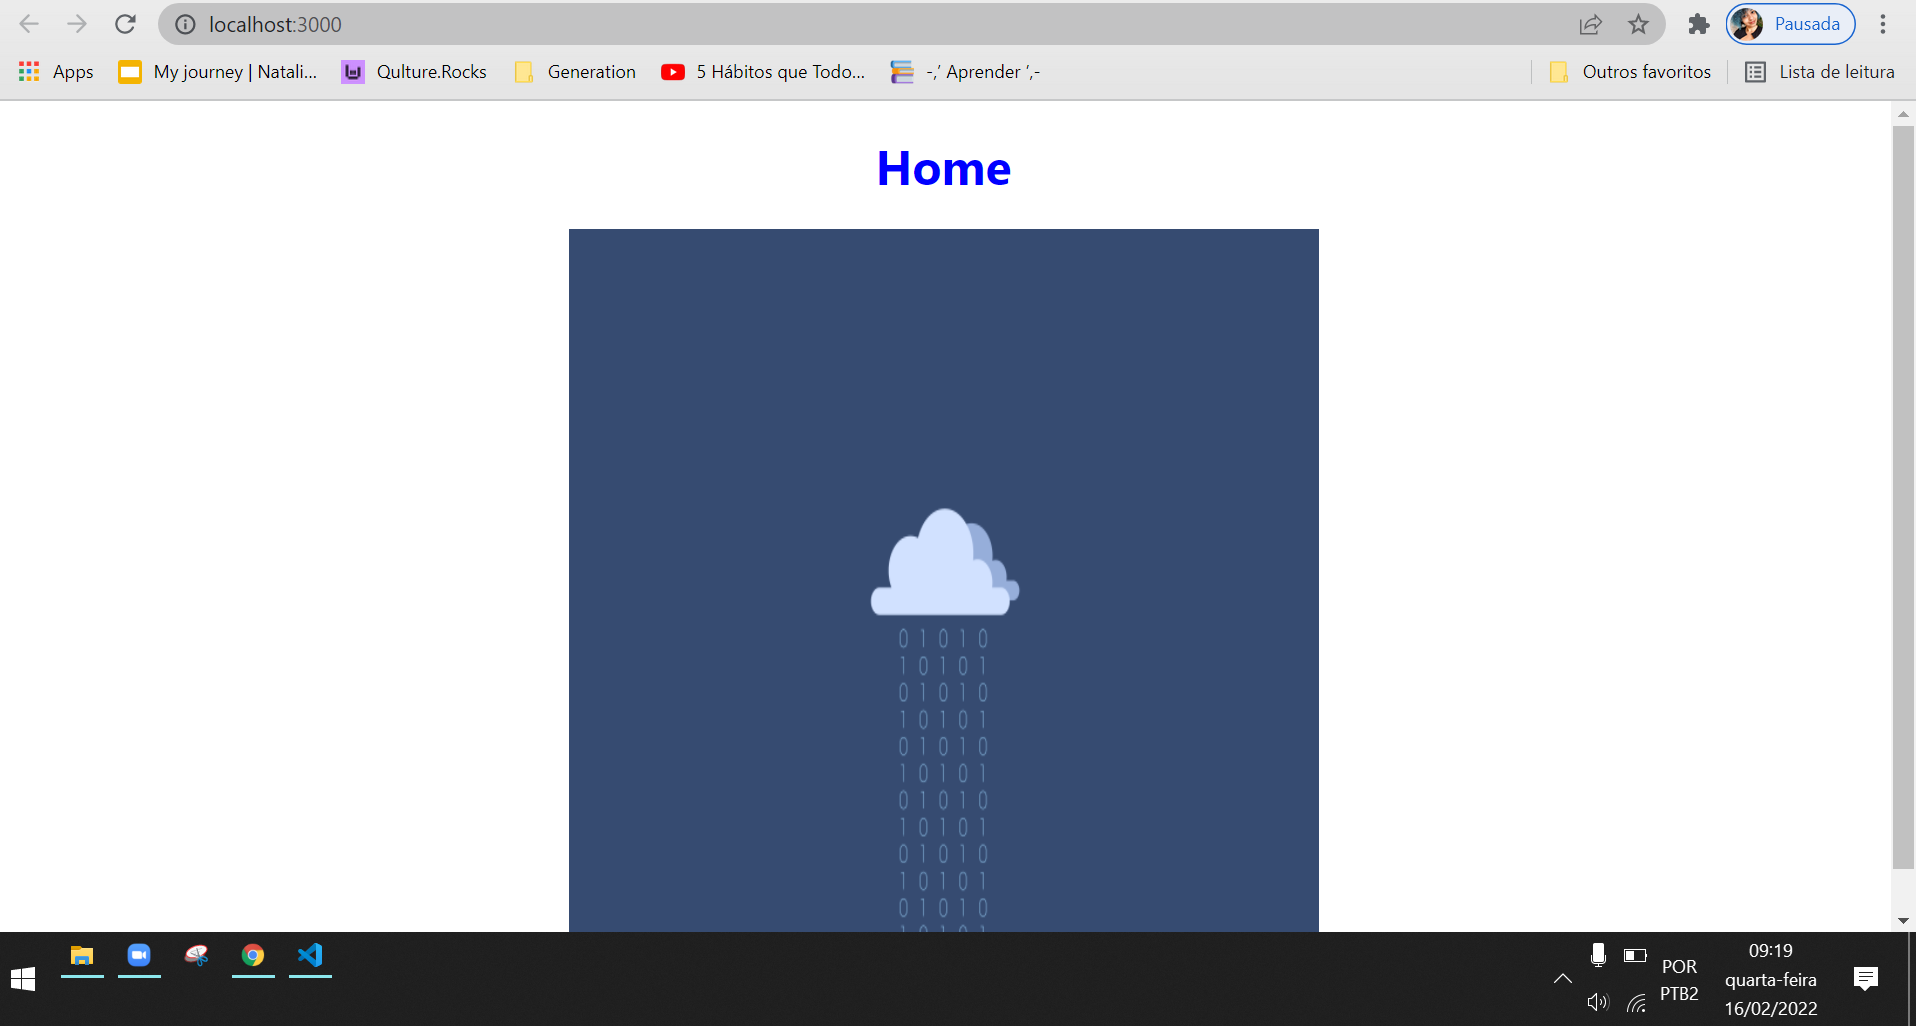 localhost:3000
Pausada
Apps
My journey | Natali...
Qulture.Rocks
Generation
5 Hábitos que Todo...
-,’ Aprender ’,-
Outros favoritos
Lista de leitura
Home
0 1 0 1 0
1 0 1 0 1
0 1 0 1 0
1 0 1 0 1
0 1 0 1 0
1 0 1 0 1
0 1 0 1 0
1 0 1 0 1
0 1 0 1 0
1 0 1 0 1
0 1 0 1 0
POR
PTB2
09:19
quarta-feira
16/02/2022